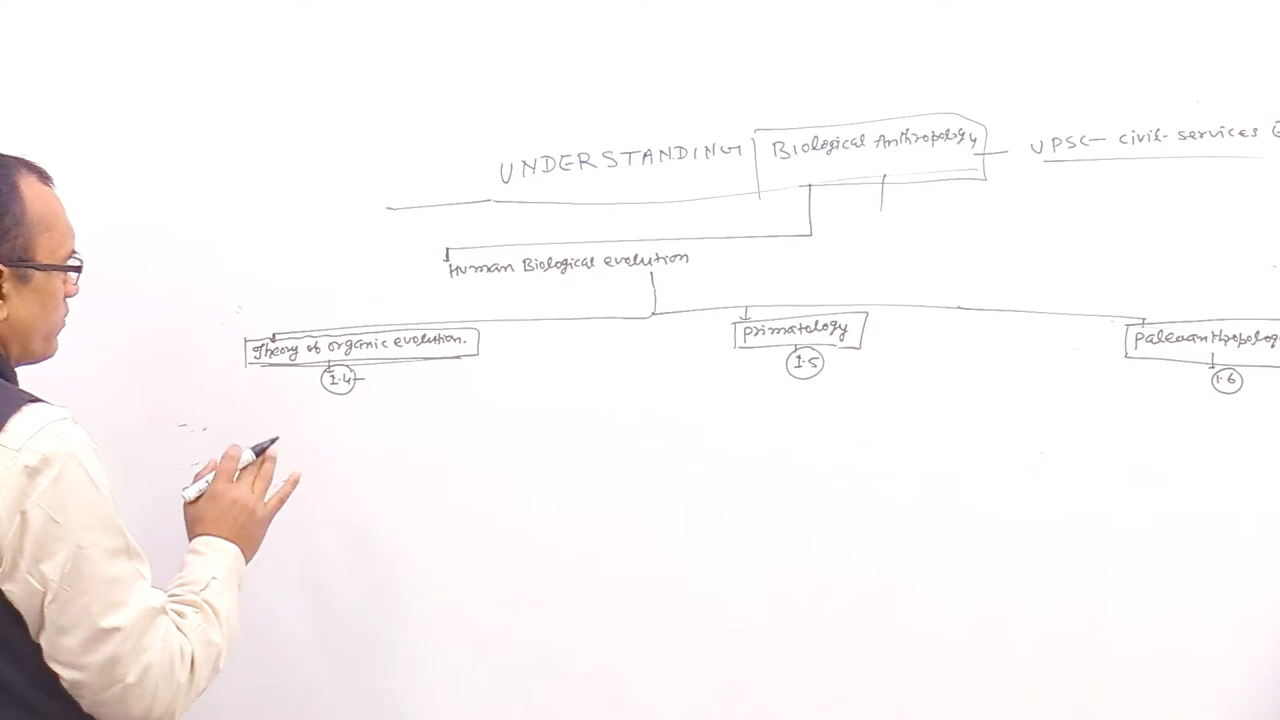 UNDERSTANDING Biological Anthropology UPSC- civil-services
Human Biological evolution
Theory of organic evolution. primatology
1.4 1.5 1.6